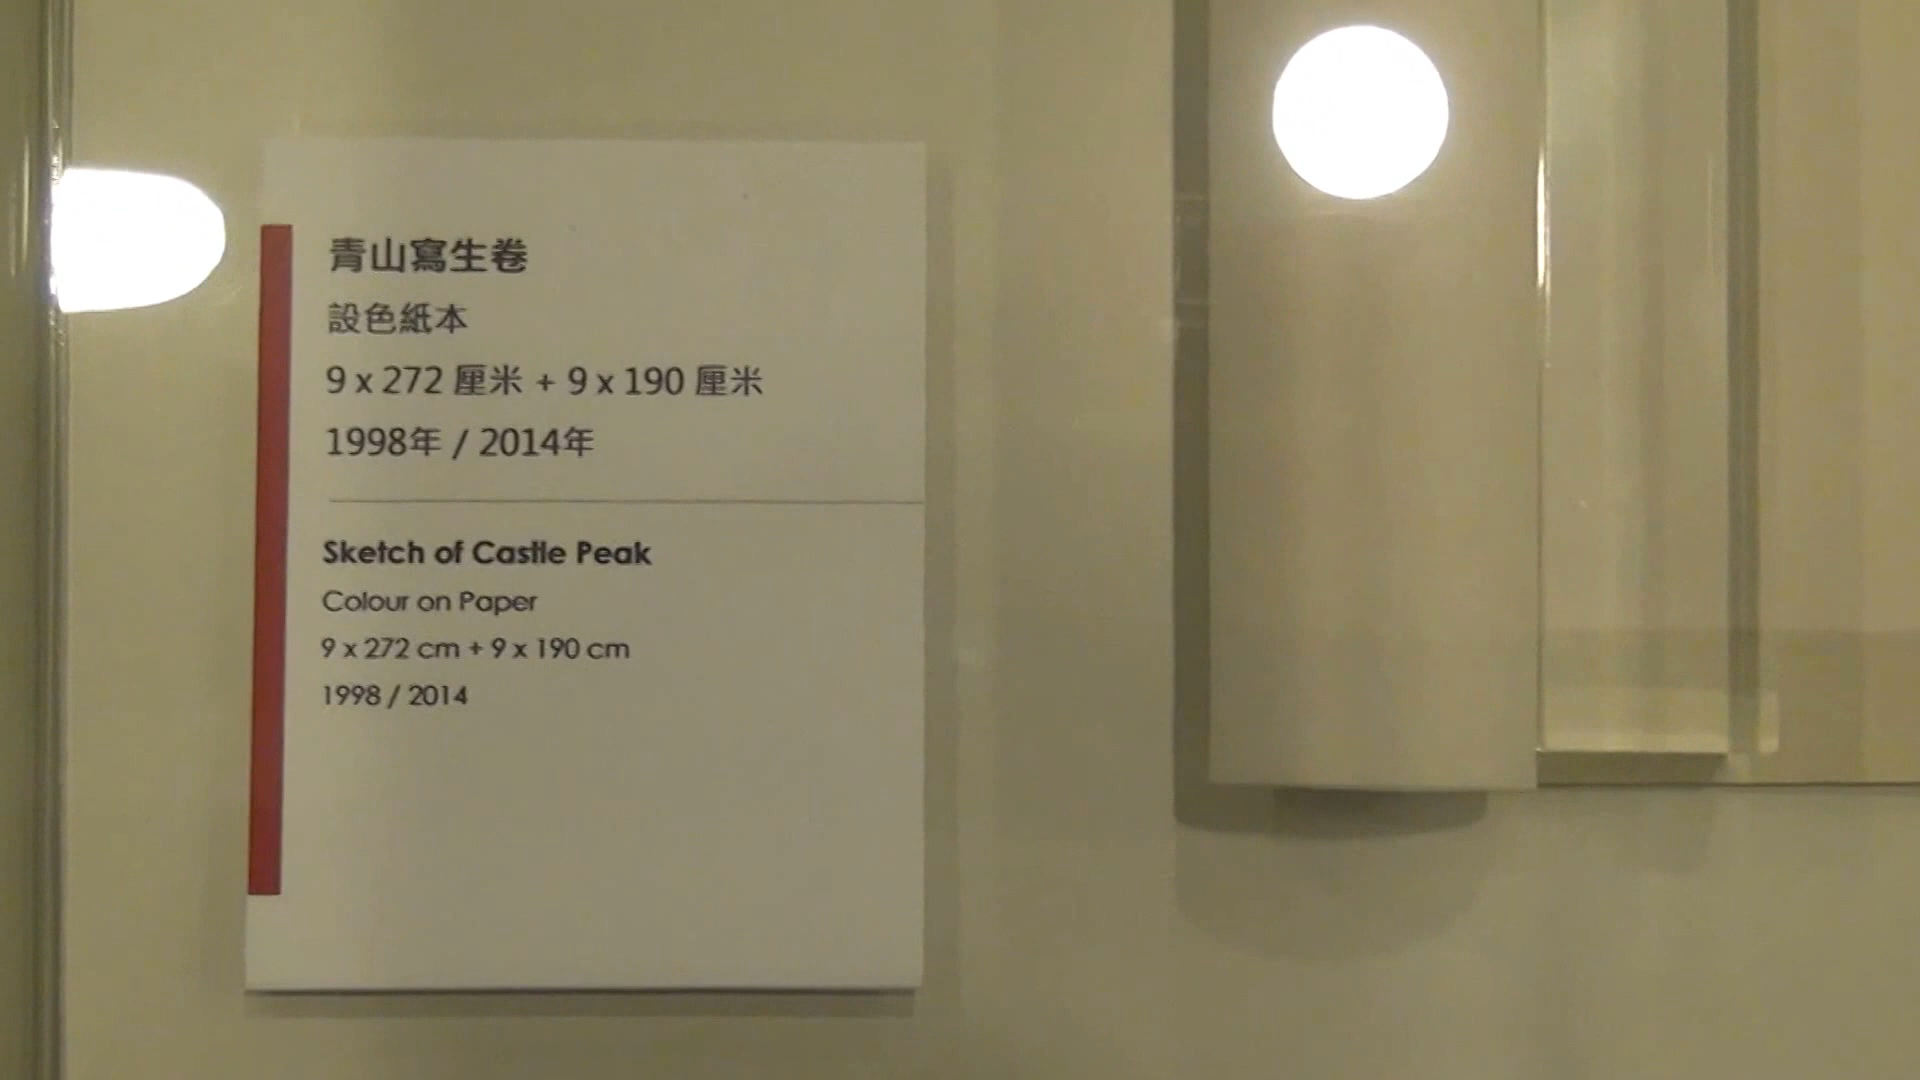 青山寫生卷
設色紙本
9 x 272 厘米 + 9 x 190 厘米
1998年 / 2014年
Sketch of Castle Peak
Colour on Paper
9 x 272 cm + 9 x 190 cm
1998 / 2014